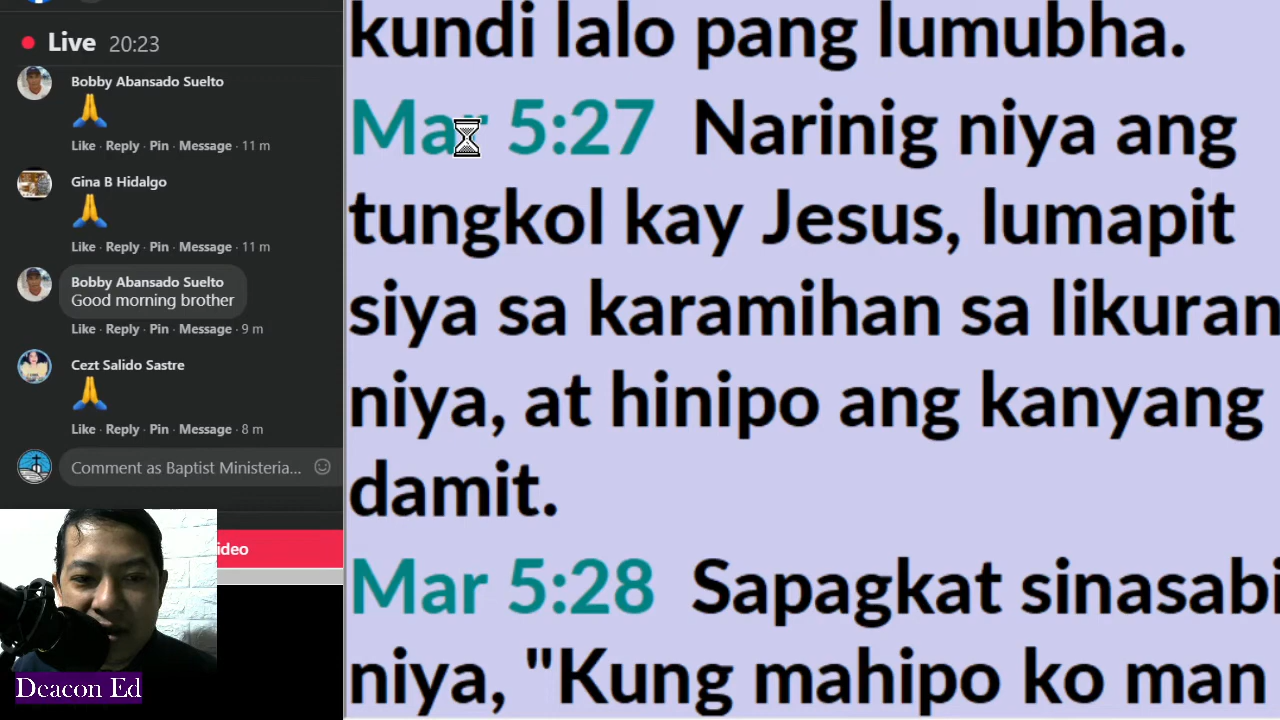 Live 20:23
Bobby Abansado Suelto
🙏
Like · Reply · Pin · Message · 11 m
Gina B Hidalgo
🙏
Like · Reply · Pin · Message · 11 m
Bobby Abansado Suelto
Good morning brother
Like · Reply · Pin · Message · 9 m
Cezt Salido Sastre
🙏
Like · Reply · Pin · Message · 8 m
Comment as Baptist Ministeria...
ideo
Deacon Ed
kundi lalo pang lumubha.
Mar 5:27 Narinig niya ang
tungkol kay Jesus, lumapit
siya sa karamihan sa likuran
niya, at hinipo ang kanyang
damit.
Mar 5:28 Sapagkat sinasabi
niya, "Kung mahipo ko man